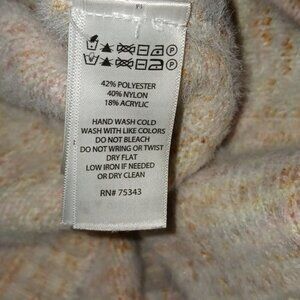 42% POLYESTER
40% NYLON
18% ACRYLIC
HAND WASH COLD
WASH WITH LIKE COLORS
DO NOT BLEACH
DO NOT WRING OR TWIST
DRY FLAT
LOW IRON IF NEEDED
OR DRY CLEAN
RN# 75343